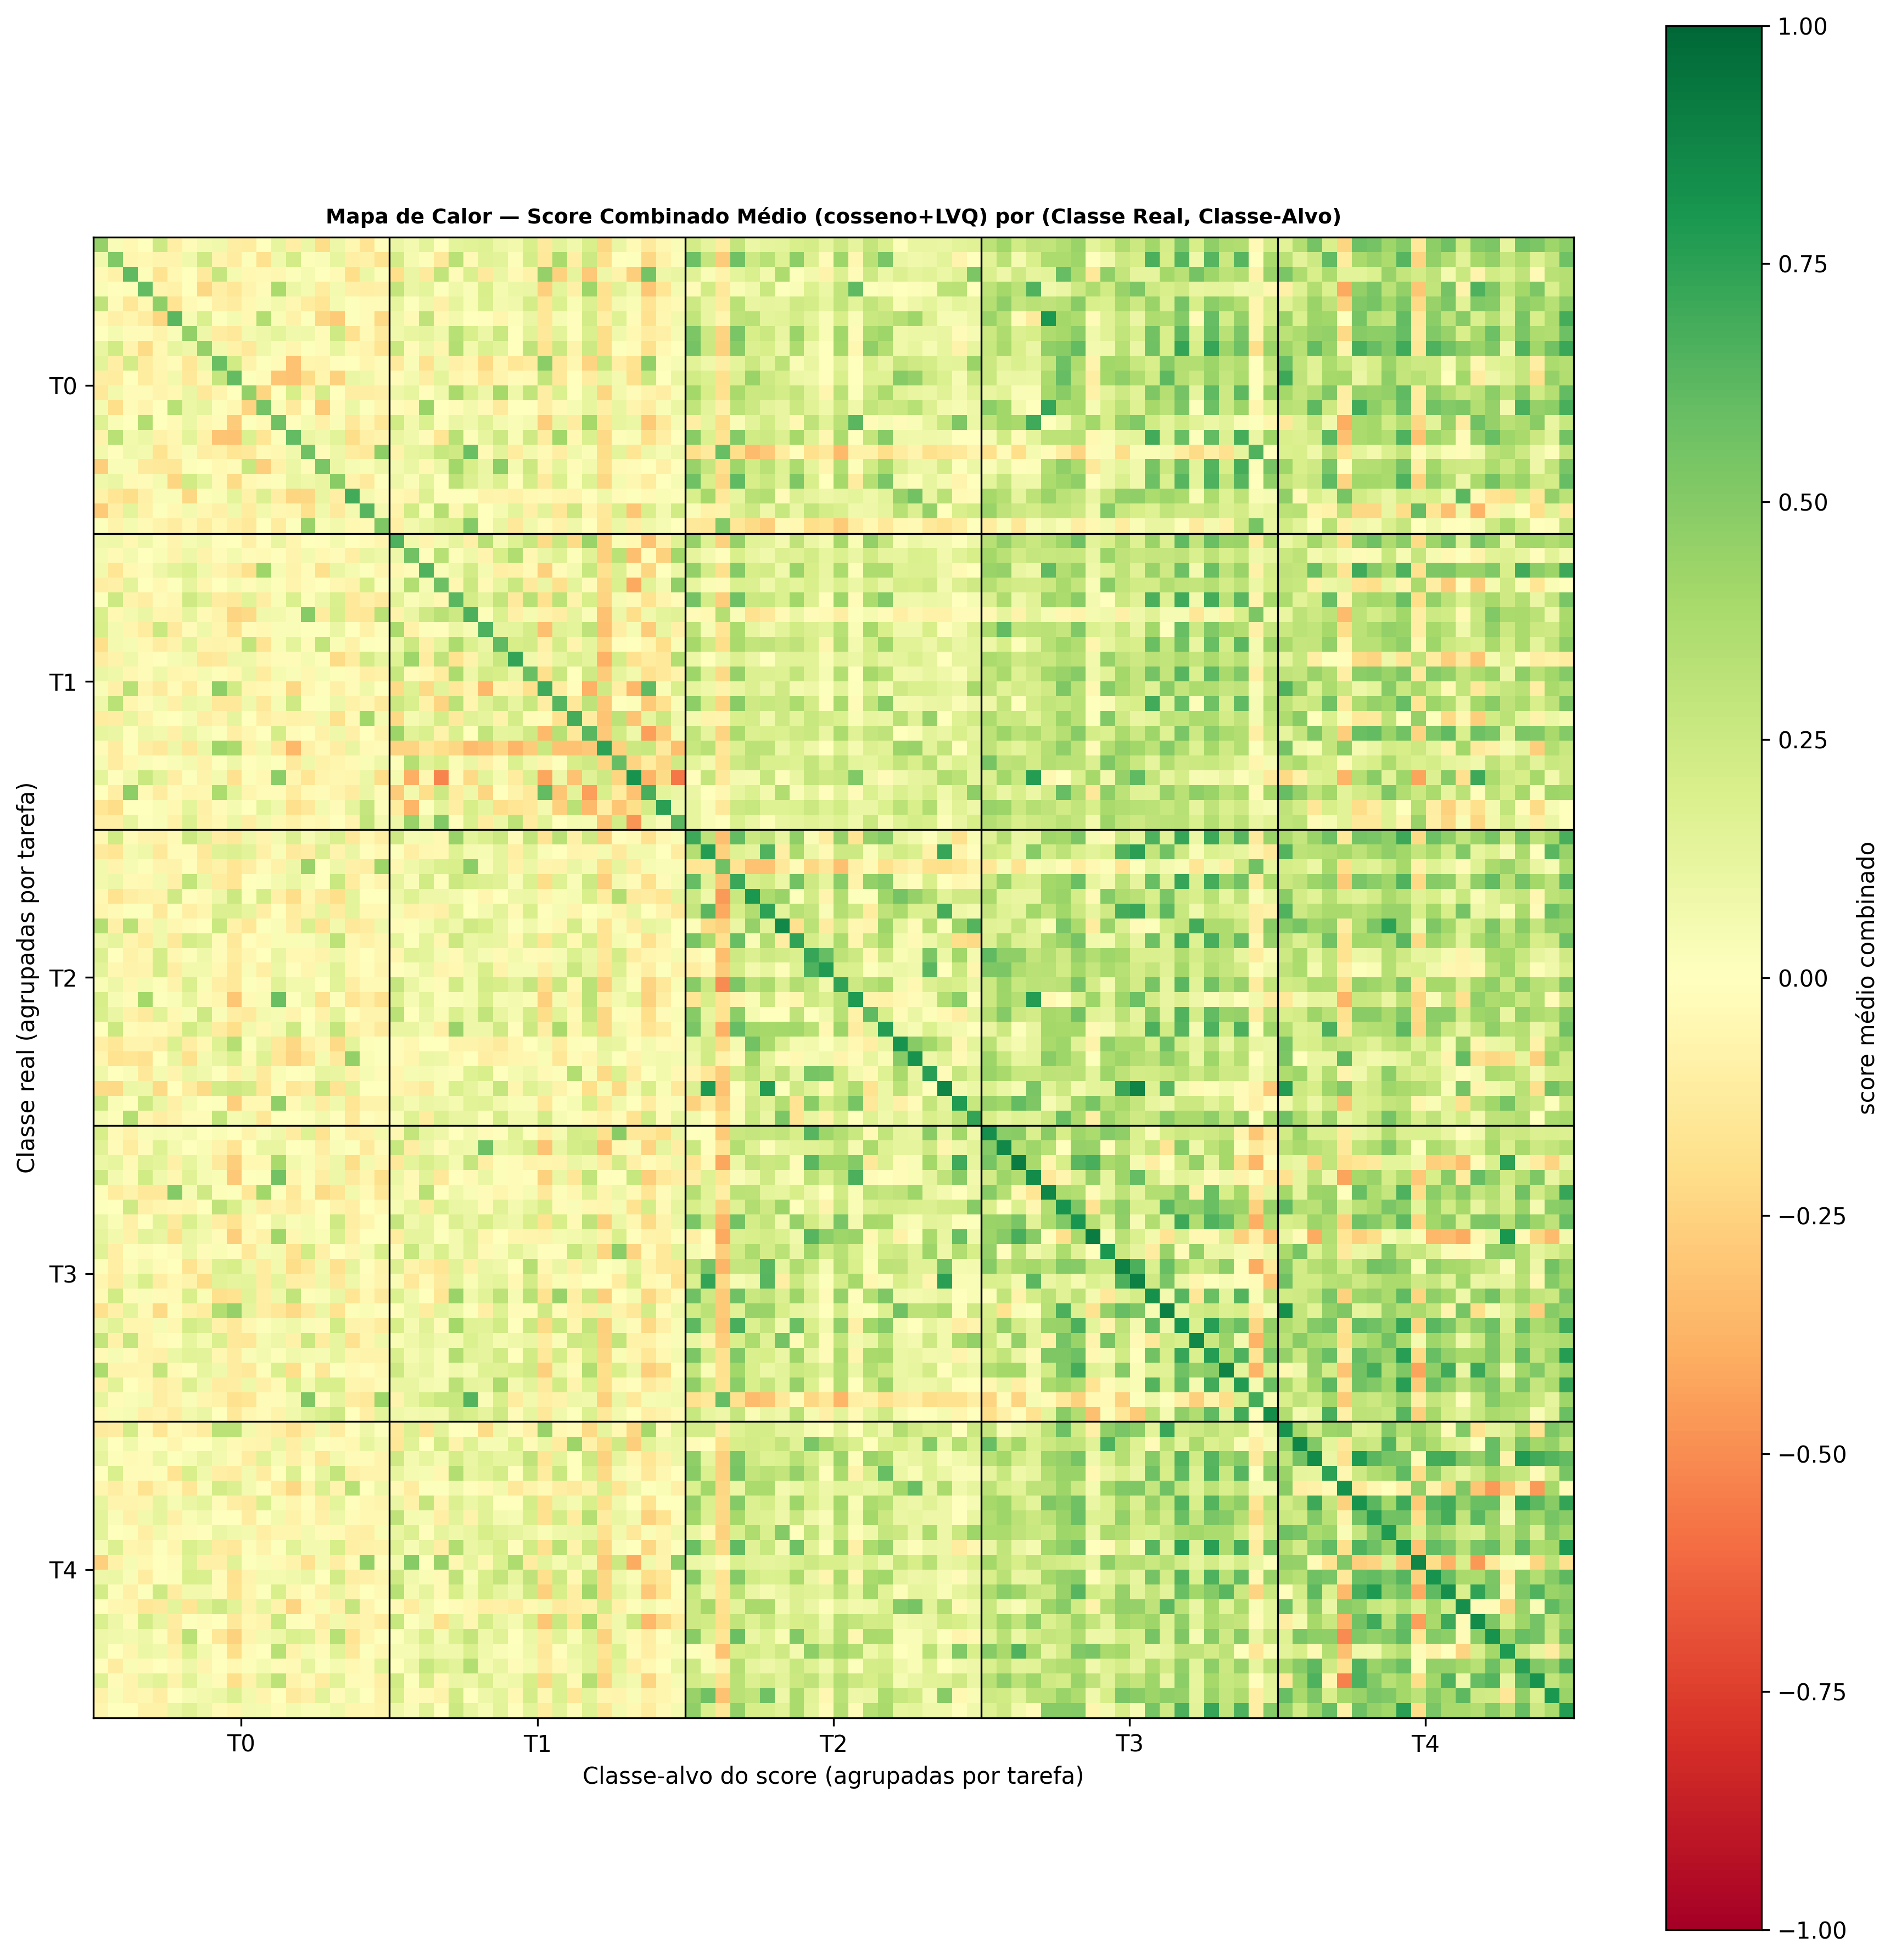 Mapa de Calor — Score Combinado Médio (cosseno+LVQ) por (Classe Real, Classe-Alvo)
Classe real (agrupadas por tarefa)
T0
T1
T2
T3
T4
T0 T1 T2 T3 T4
Classe-alvo do score (agrupadas por tarefa)
1.00
0.75
0.50
0.25
0.00
−0.25
−0.50
−0.75
−1.00
score médio combinado